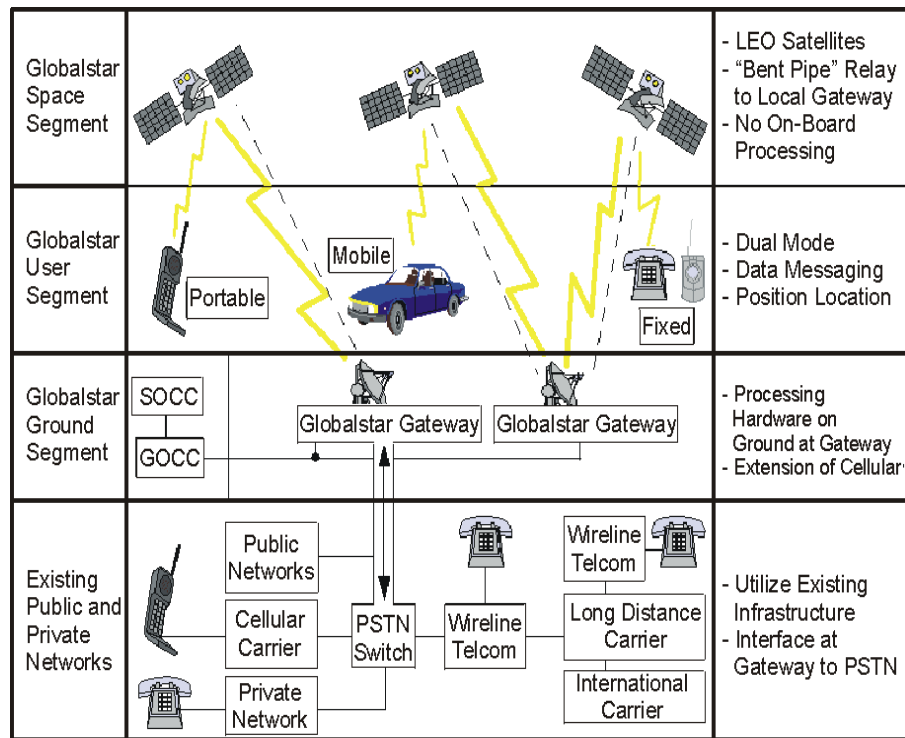 Globalstar
Space
Segment
- LEO Satellites
- "Bent Pipe" Relay
to Local Gateway
- No On-Board
Processing
Globalstar
User
Segment
Portable
Mobile
Fixed
- Dual Mode
- Data Messaging
- Position Location
Globalstar
Ground
Segment
SOCC
GOCC
Globalstar Gateway
Globalstar Gateway
- Processing
Hardware on
Ground at Gateway
- Extension of Cellular
Existing
Public and
Private
Networks
Public
Networks
Cellular
Carrier
Private
Network
PSTN
Switch
Wireline
Telcom
Wireline
Telcom
Long Distance
Carrier
International
Carrier
- Utilize Existing
Infrastructure
- Interface at
Gateway to PSTN